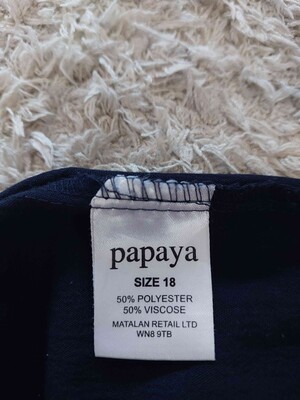 papaya
SIZE 18
50% POLYESTER
50% VISCOSE
MATALAN RETAIL LTD
WN8 9TB